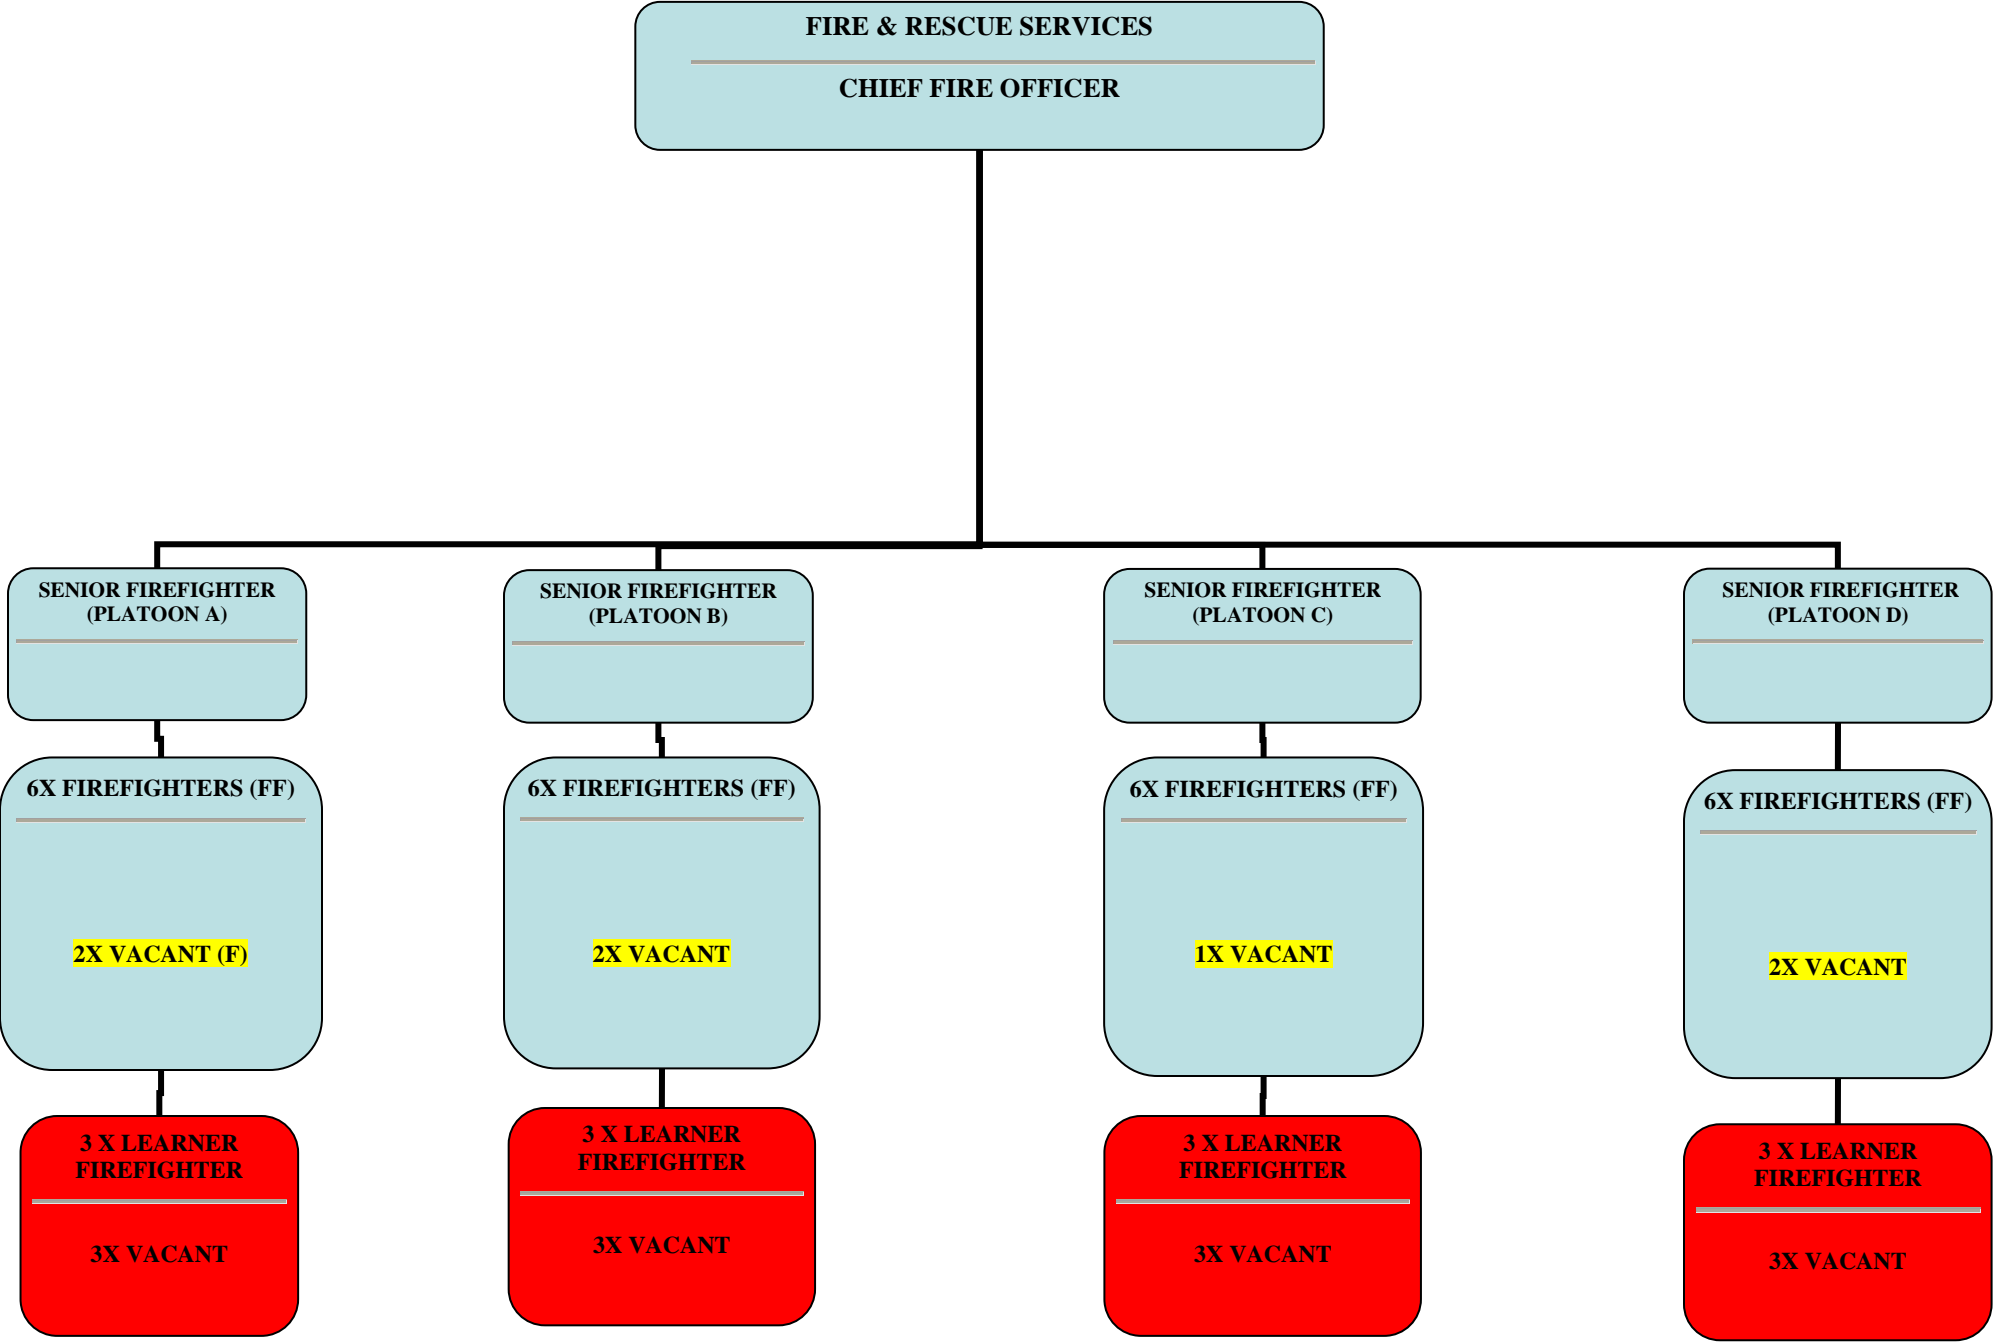 FIRE & RESCUE SERVICES
CHIEF FIRE OFFICER
SENIOR FIREFIGHTER
(PLATOON A)
SENIOR FIREFIGHTER
(PLATOON B)
SENIOR FIREFIGHTER
(PLATOON C)
SENIOR FIREFIGHTER
(PLATOON D)
6X FIREFIGHTERS (FF)
2X VACANT (F)
6X FIREFIGHTERS (FF)
2X VACANT
6X FIREFIGHTERS (FF)
1X VACANT
6X FIREFIGHTERS (FF)
2X VACANT
3 X LEARNER
FIREFIGHTER
3X VACANT
3 X LEARNER
FIREFIGHTER
3X VACANT
3 X LEARNER
FIREFIGHTER
3X VACANT
3 X LEARNER
FIREFIGHTER
3X VACANT